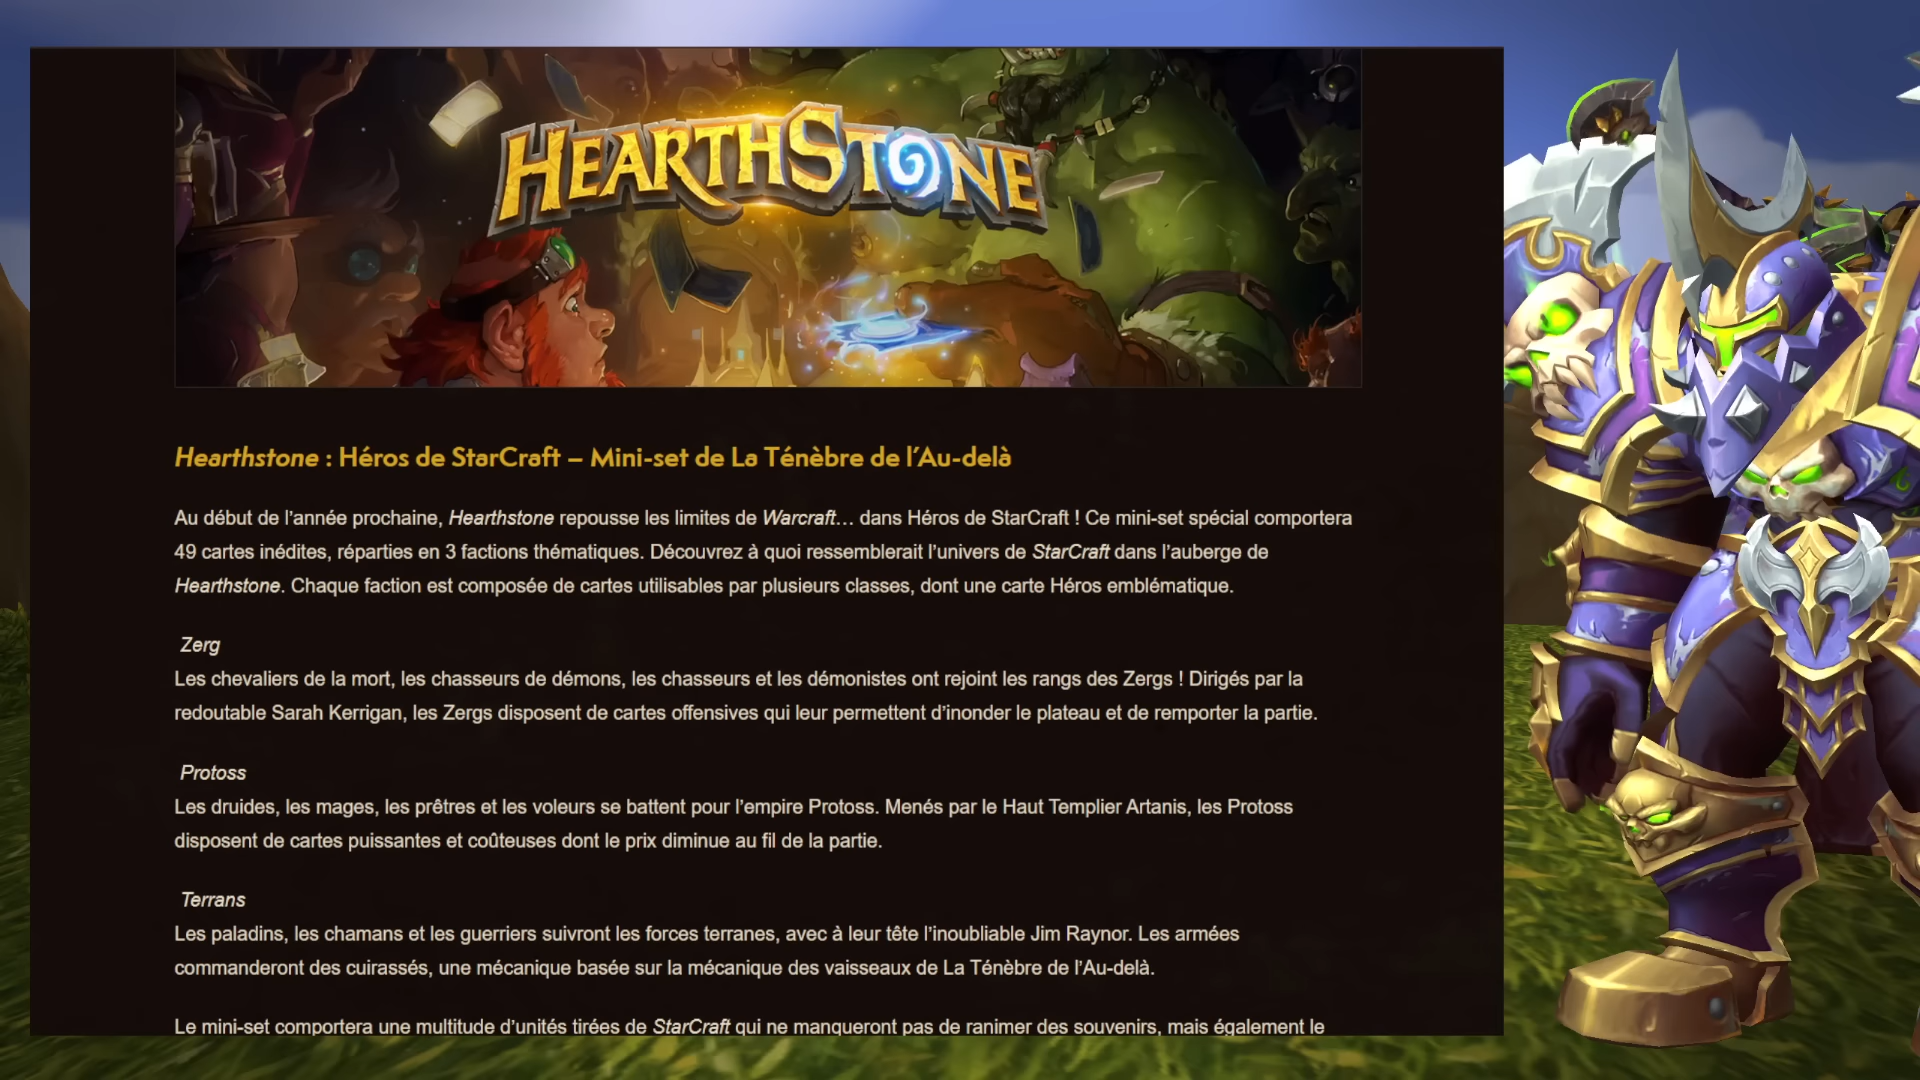 HEARTHSTONE
Hearthstone : Héros de StarCraft – Mini-set de La Ténèbre de l’Au-delà
Au début de l’année prochaine, Hearthstone repousse les limites de Warcraft… dans Héros de StarCraft ! Ce mini-set spécial comportera
49 cartes inédites, réparties en 3 factions thématiques. Découvrez à quoi ressemblerait l’univers de StarCraft dans l’auberge de
Hearthstone. Chaque faction est composée de cartes utilisables par plusieurs classes, dont une carte Héros emblématique.
Zerg
Les chevaliers de la mort, les chasseurs de démons, les chasseurs et les démonistes ont rejoint les rangs des Zergs ! Dirigés par la
redoutable Sarah Kerrigan, les Zergs disposent de cartes offensives qui leur permettent d’inonder le plateau et de remporter la partie.
Protoss
Les druides, les mages, les prêtres et les voleurs se battent pour l’empire Protoss. Menés par le Haut Templier Artanis, les Protoss
disposent de cartes puissantes et coûteuses dont le prix diminue au fil de la partie.
Terrans
Les paladins, les chamans et les guerriers suivront les forces terranes, avec à leur tête l’inoubliable Jim Raynor. Les armées
commanderont des cuirassés, une mécanique basée sur la mécanique des vaisseaux de La Ténèbre de l’Au-delà.
Le mini-set comportera une multitude d’unités tirées de StarCraft qui ne manqueront pas de ranimer des souvenirs, mais également le